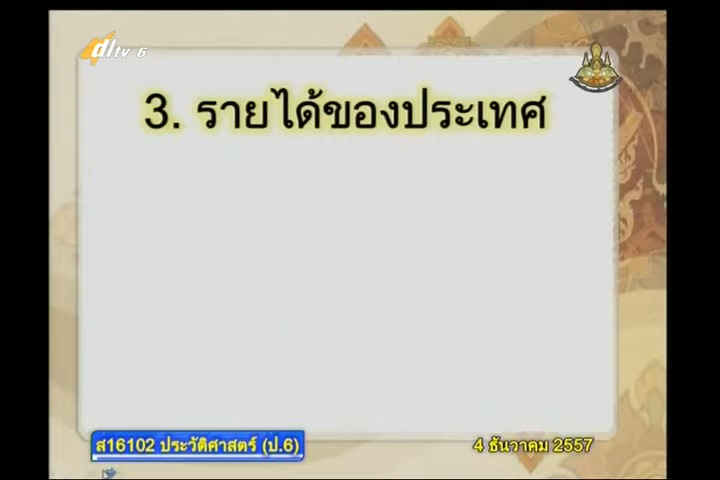 dltv 6
3. รายได้ของประเทศ
ส16102 ประวัติศาสตร์ (ป.6)
4 ธันวาคม 2557